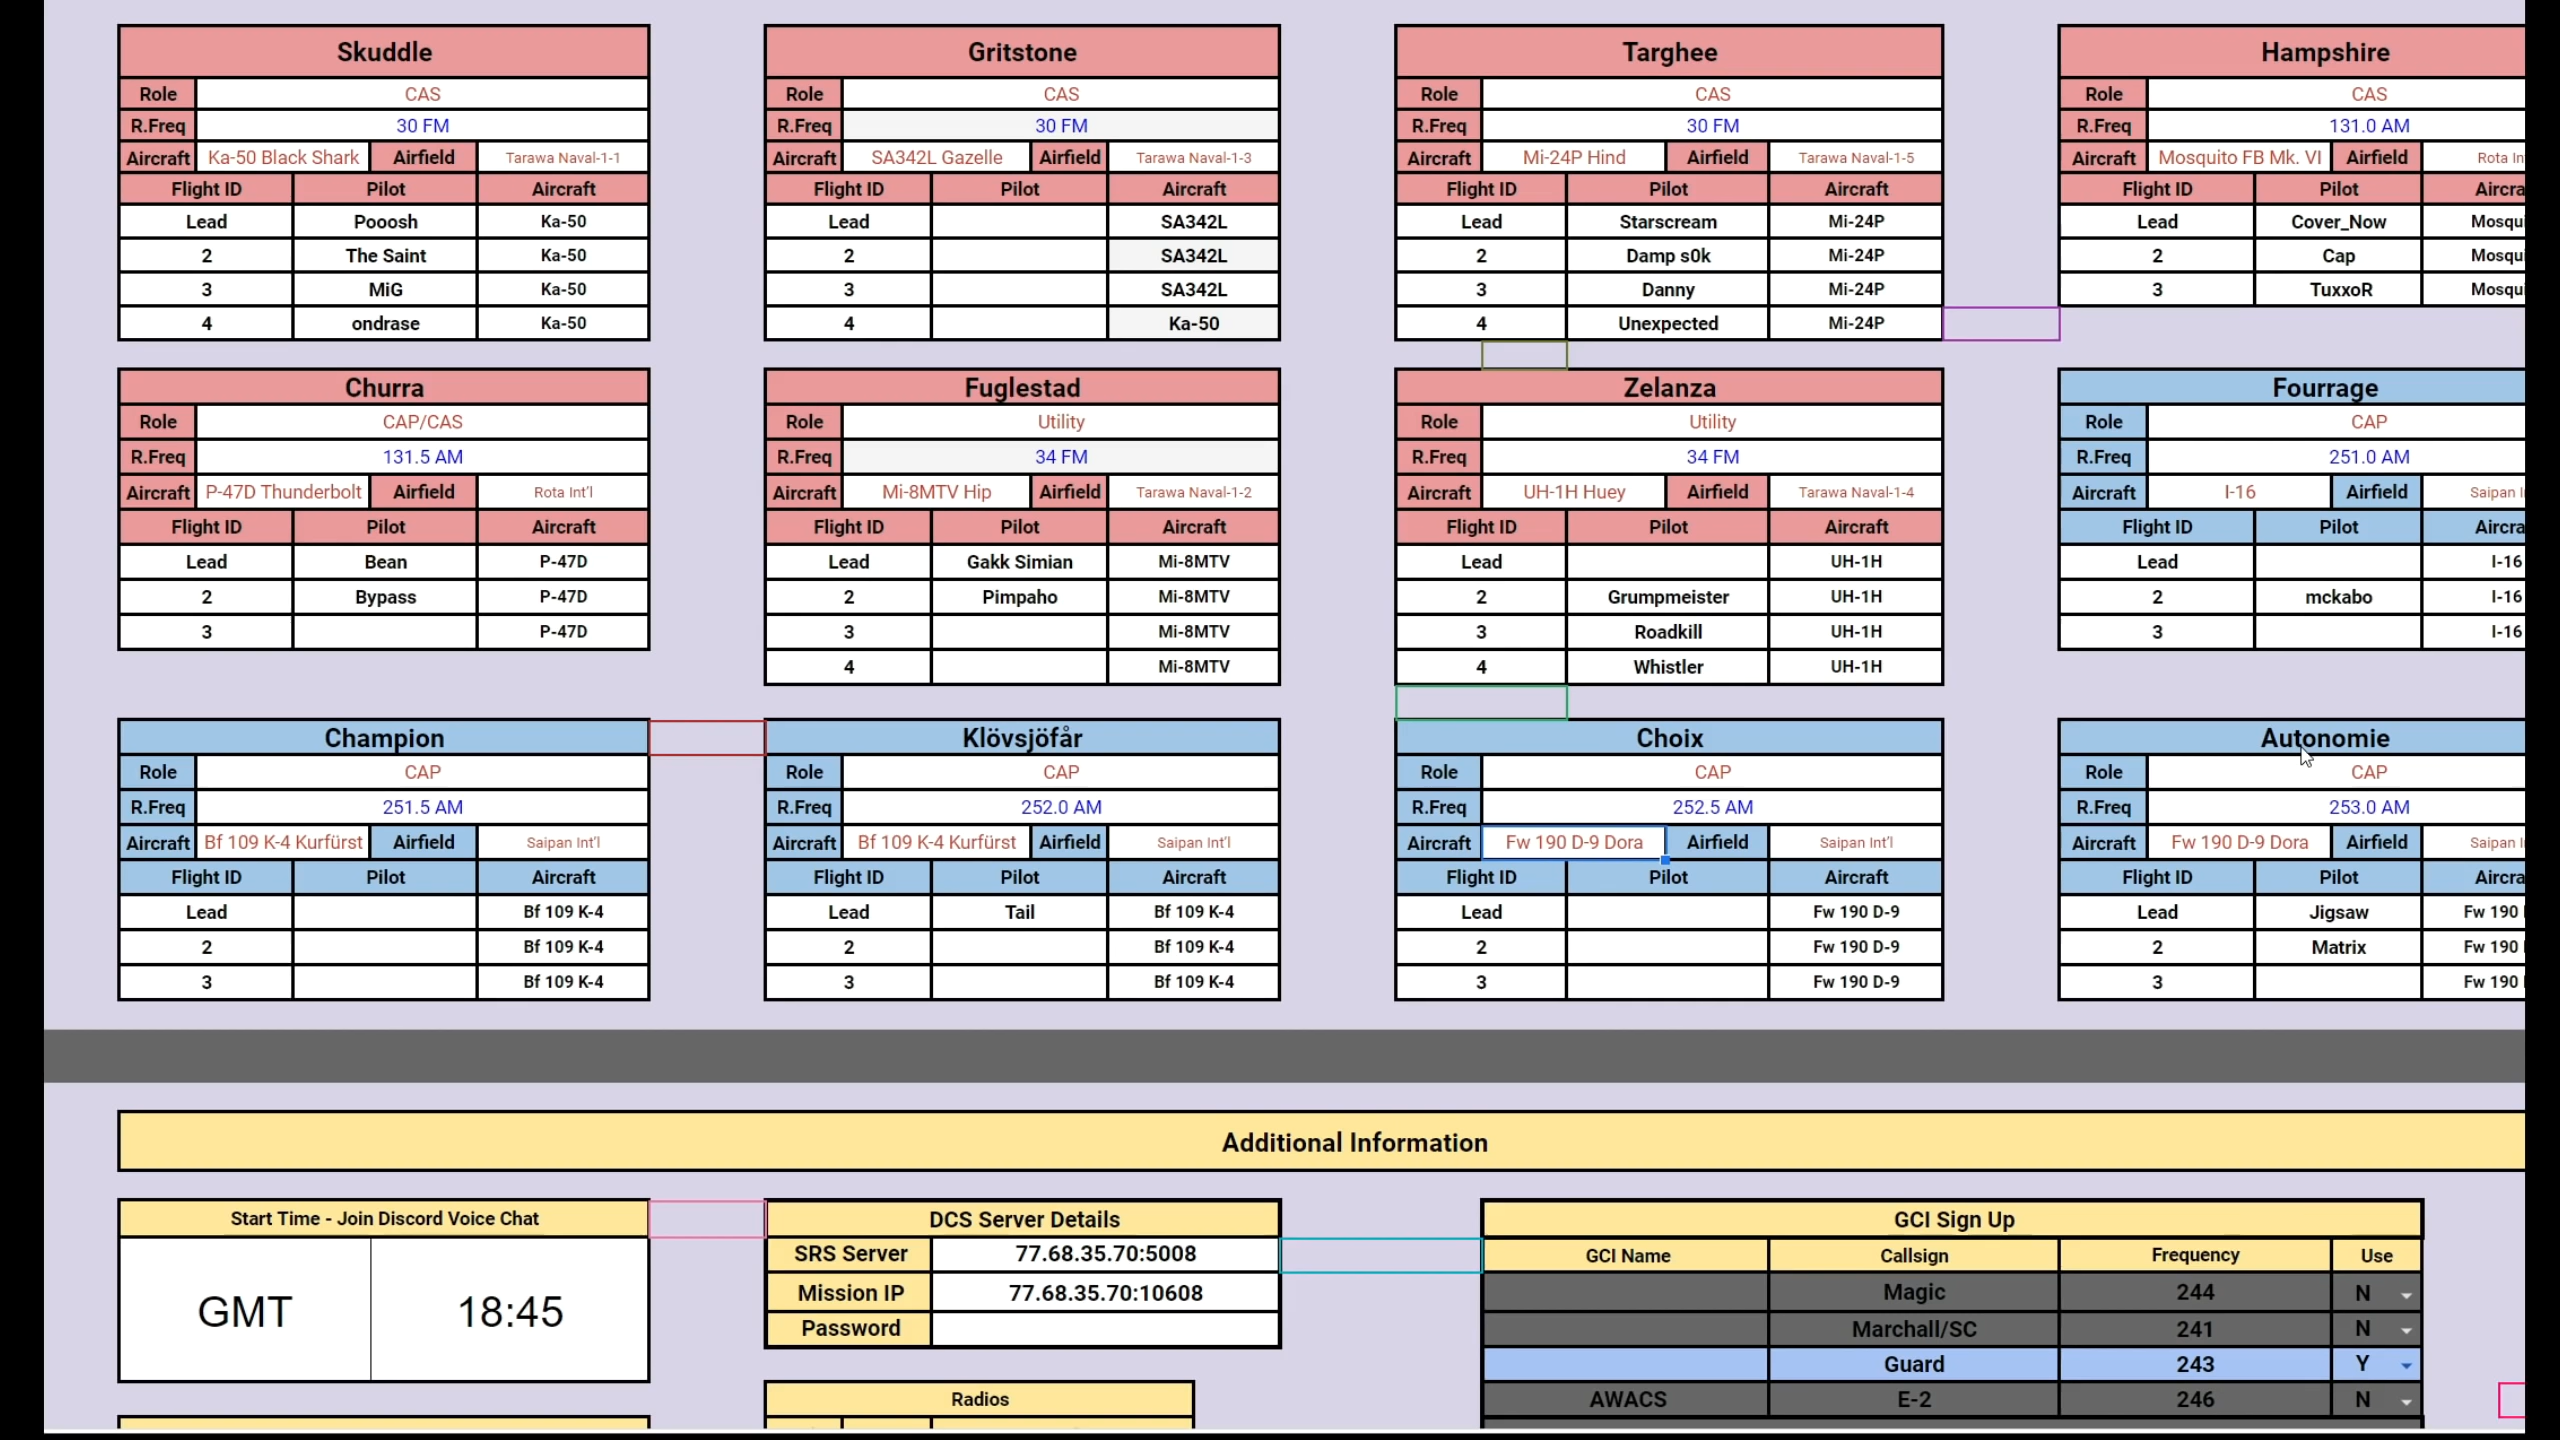 Skuddle
Role CAS
R.Freq 30 FM
Aircraft Ka-50 Black Shark Airfield Tarawa Naval-1-1
Flight ID Pilot Aircraft
Lead Pooosh Ka-50
2 The Saint Ka-50
3 MiG Ka-50
4 ondrase Ka-50
Gritstone
Role CAS
R.Freq 30 FM
Aircraft SA342L Gazelle Airfield Tarawa Naval-1-3
Flight ID Pilot Aircraft
Lead SA342L
2 SA342L
3 SA342L
4 Ka-50
Targhee
Role CAS
R.Freq 30 FM
Aircraft Mi-24P Hind Airfield Tarawa Naval-1-5
Flight ID Pilot Aircraft
Lead Starscream Mi-24P
2 Damp s0k Mi-24P
3 Danny Mi-24P
4 Unexpected Mi-24P
Hampshire
Role CAS
R.Freq 131.0 AM
Aircraft Mosquito FB Mk. VI Airfield Rota In
Flight ID Pilot Aircra
Lead Cover_Now Mosqui
2 Cap Mosqui
3 TuxxoR Mosqui
Churra
Role CAP/CAS
R.Freq 131.5 AM
Aircraft P-47D Thunderbolt Airfield Rota Int'l
Flight ID Pilot Aircraft
Lead Bean P-47D
2 Bypass P-47D
3 P-47D
Fuglestad
Role Utility
R.Freq 34 FM
Aircraft Mi-8MTV Hip Airfield Tarawa Naval-1-2
Flight ID Pilot Aircraft
Lead Gakk Simian Mi-8MTV
2 Pimpaho Mi-8MTV
3 Mi-8MTV
4 Mi-8MTV
Zelanza
Role Utility
R.Freq 34 FM
Aircraft UH-1H Huey Airfield Tarawa Naval-1-4
Flight ID Pilot Aircraft
Lead UH-1H
2 Grumpmeister UH-1H
3 Roadkill UH-1H
4 Whistler UH-1H
Fourrage
Role CAP
R.Freq 251.0 AM
Aircraft I-16 Airfield Saipan I
Flight ID Pilot Aircra
Lead I-16
2 mckabo I-16
3 I-16
Champion
Role CAP
R.Freq 251.5 AM
Aircraft Bf 109 K-4 Kurfürst Airfield Saipan Int'l
Flight ID Pilot Aircraft
Lead Bf 109 K-4
2 Bf 109 K-4
3 Bf 109 K-4
Klövsjöfår
Role CAP
R.Freq 252.0 AM
Aircraft Bf 109 K-4 Kurfürst Airfield Saipan Int'l
Flight ID Pilot Aircraft
Lead Tail Bf 109 K-4
2 Bf 109 K-4
3 Bf 109 K-4
Choix
Role CAP
R.Freq 252.5 AM
Aircraft Fw 190 D-9 Dora Airfield Saipan Int'l
Flight ID Pilot Aircraft
Lead Fw 190 D-9
2 Fw 190 D-9
3 Fw 190 D-9
Autonomie
Role CAP
R.Freq 253.0 AM
Aircraft Fw 190 D-9 Dora Airfield Saipan I
Flight ID Pilot Aircra
Lead Jigsaw Fw 190
2 Matrix Fw 190
3 Fw 190
Additional Information
Start Time - Join Discord Voice Chat
GMT 18:45
DCS Server Details
SRS Server 77.68.35.70:5008
Mission IP 77.68.35.70:10608
Password
Radios
GCI Sign Up
GCI Name Callsign Frequency Use
Magic 244 N
Marchall/SC 241 N
Guard 243 Y
AWACS E-2 246 N